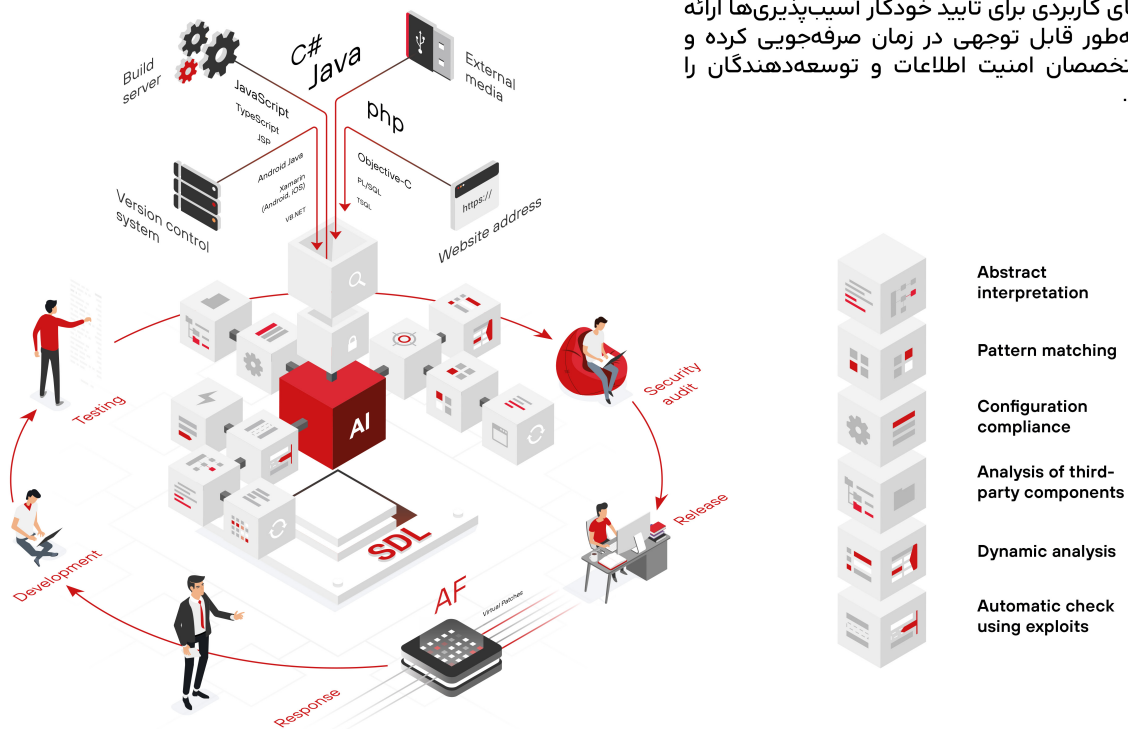 ای کاربردی برای تایید خودکار آسیب‌پذیری‌ها ارائه
ه‌طور قابل توجهی در زمان صرفه‌جویی کرده و
تخصصان امنیت اطلاعات و توسعه‌دهندگان را
.
Build
server
C#
Java
JavaScript
TypeScript
JSP
External
media
php
Android Java
Xamarin
(Android, iOS)
VB.NET
Objective-C
PL/SQL
TSQL
Version control
system
https://
Website address
Testing
AI
Security
audit
SDL
Release
Development
AF
Virtual Patches
Response
Abstract
interpretation
Pattern matching
Configuration
compliance
Analysis of third-
party components
Dynamic analysis
Automatic check
using exploits